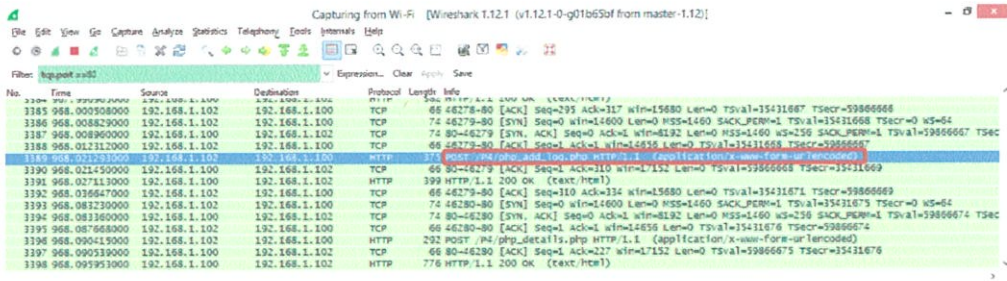 Capturing from Wi-Fi [Wireshark 1.12.1 (v1.12.1-0-g01b65bf from master-1.12)]
File Edit View Go Capture Analyze Statistics Telephony Tools Internals Help
Filter: tcp.port ==80 Expression... Clear Apply Save
No. Time Source Destination Protocol Length Info
3385 968.000508000 192.168.1.100 192.168.1.102 TCP 66 46278-80 [ACK] Seq=295 Ack=317 Win=15680 Len=0 TSval=35431667 TSecr=59866666
3386 968.008829000 192.168.1.100 192.168.1.102 TCP 74 46279-80 [SYN] Seq=0 Win=14600 Len=0 MSS=1460 SACK_PERM=1 TSval=35431668 TSecr=0 WS=64
3387 968.008960000 192.168.1.102 192.168.1.100 TCP 74 80-46279 [SYN, ACK] Seq=0 Ack=1 Win=8192 Len=0 MSS=1460 WS=256 SACK_PERM=1 TSval=59866667 TSec
3388 968.012312000 192.168.1.100 192.168.1.102 TCP 66 46279-80 [ACK] Seq=1 Ack=1 Win=14656 Len=0 TSecr=59866667
3389 968.021293000 192.168.1.100 192.168.1.102 HTTP 375 POST /P4/php_add_log.php HTTP/1.1 (application/x-www-form-urlencoded)
3390 968.021450000 192.168.1.102 192.168.1.100 TCP 66 80-46279 [ACK] Seq=1 Ack=310 Win=17152 Len=0 TSval=59866668 TSecr=35431669
3391 968.027113000 192.168.1.102 192.168.1.100 HTTP 399 HTTP/1.1 200 OK (text/html)
3392 968.036647000 192.168.1.100 192.168.1.102 TCP 66 46279-80 [ACK] Seq=310 Ack=334 Win=15680 Len=0 TSval=35431671 TSecr=59866669
3393 968.083230000 192.168.1.100 192.168.1.102 TCP 74 46280-80 [SYN] Seq=0 Win=14600 Len=0 MSS=1460 SACK_PERM=1 TSval=35431675 TSecr=0 WS=64
3394 968.083360000 192.168.1.102 192.168.1.100 TCP 74 80-46280 [SYN, ACK] Seq=0 Ack=1 Win=8192 Len=0 MSS=1460 WS=256 SACK_PERM=1 TSval=59866674 TSec
3395 968.087668000 192.168.1.100 192.168.1.102 TCP 66 46280-80 [ACK] Seq=1 Ack=1 Win=14656 Len=0 TSval=35431676 TSecr=59866674
3396 968.090415000 192.168.1.100 192.168.1.102 HTTP 292 POST /P4/php_details.php HTTP/1.1 (application/x-www-form-urlencoded)
3397 968.090539000 192.168.1.102 192.168.1.100 TCP 66 80-46280 [ACK] Seq=1 Ack=227 Win=17152 Len=0 TSval=59866675 TSecr=35431676
3398 968.095953000 192.168.1.102 192.168.1.100 HTTP 776 HTTP/1.1 200 OK (text/html)